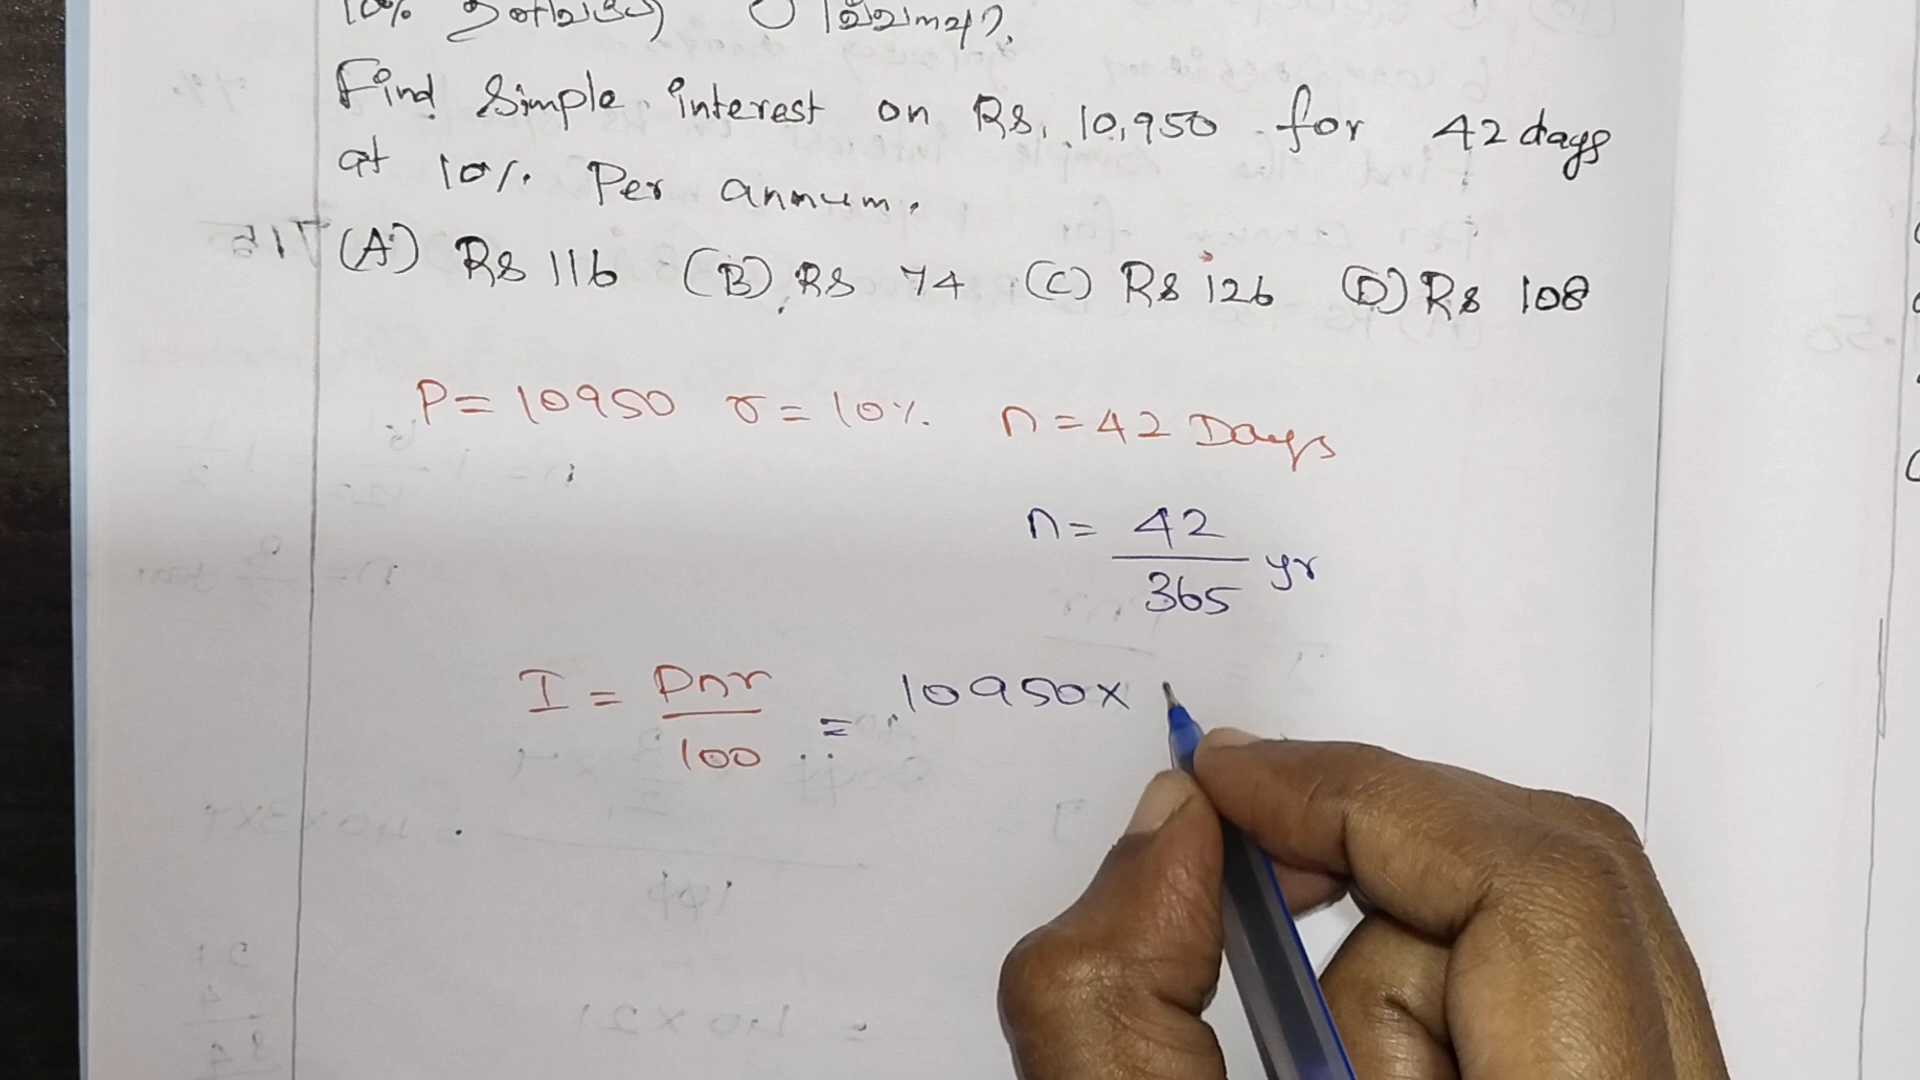 10%
Find simple interest on Rs. 10,950 for 42 days
at 10% Per annum.
(A) Rs 116 (B) Rs 74 (C) Rs 126 (D) Rs 108
P = 10950 r = 10% n = 42 Days
n = 42/365 yr
I = Pnr/100 = 10950×